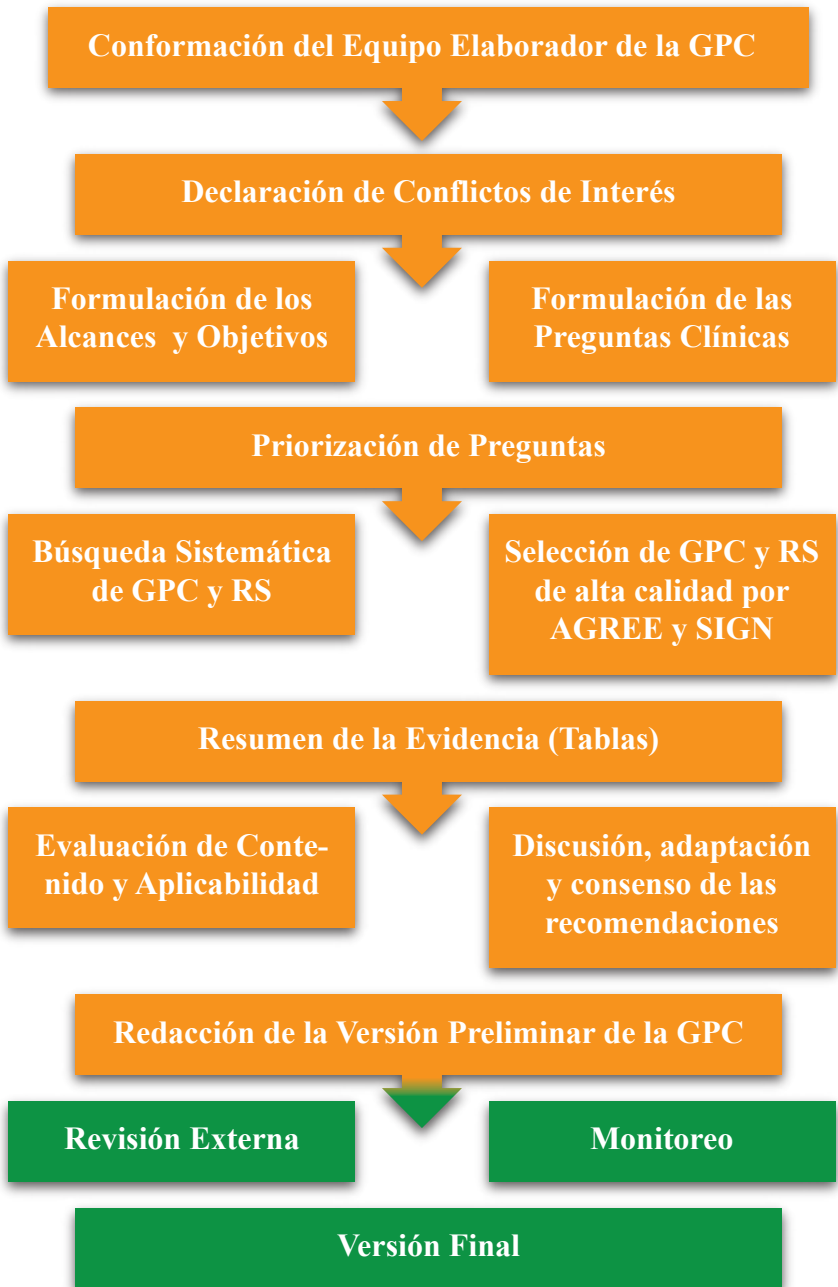 Conformación del Equipo Elaborador de la GPC
Declaración de Conflictos de Interés
Formulación de los
Alcances y Objetivos
Formulación de las
Preguntas Clínicas
Priorización de Preguntas
Búsqueda Sistemática
de GPC y RS
Selección de GPC y RS
de alta calidad por
AGREE y SIGN
Resumen de la Evidencia (Tablas)
Evaluación de Conte-
nido y Aplicabilidad
Discusión, adaptación
y consenso de las
recomendaciones
Redacción de la Versión Preliminar de la GPC
Revisión Externa
Monitoreo
Versión Final